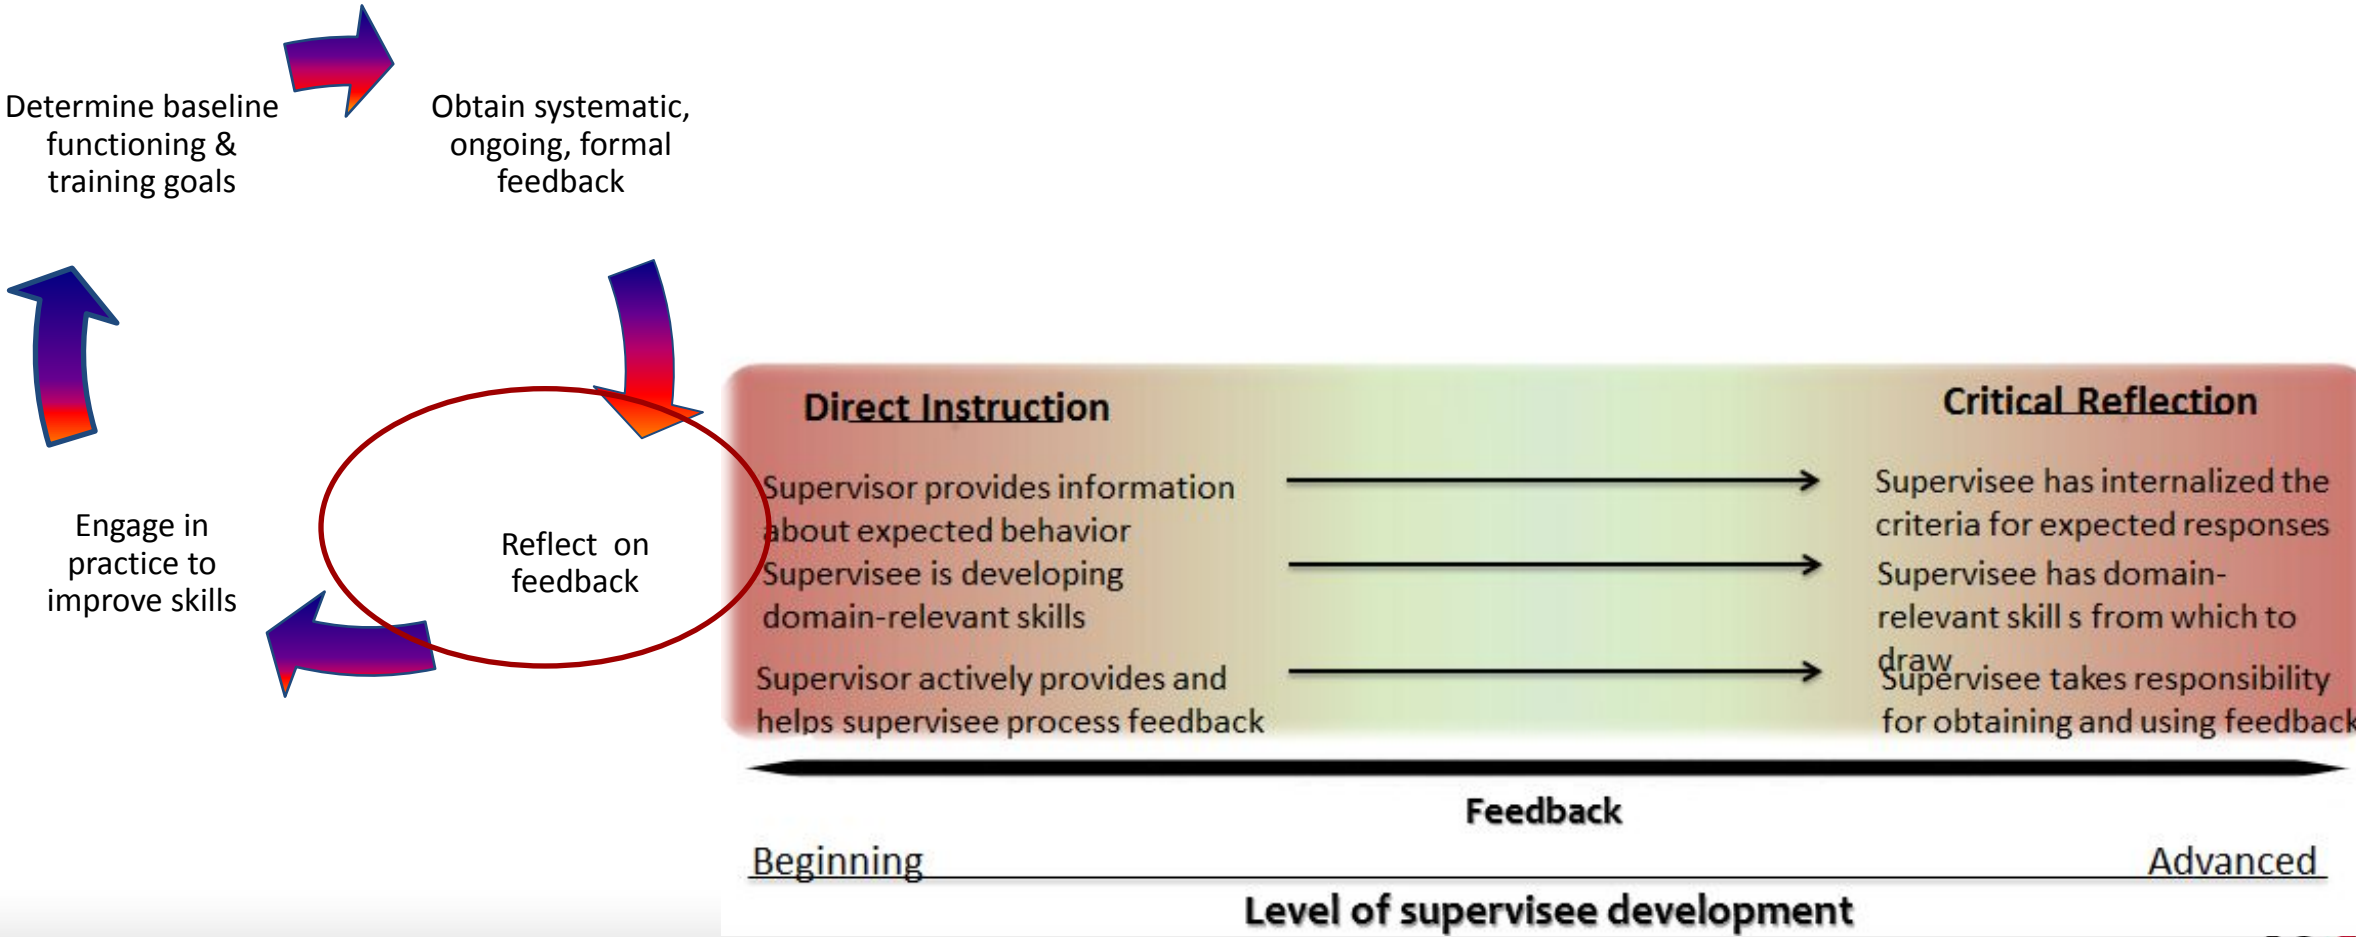 Determine baseline
functioning &
training goals
Obtain systematic,
ongoing, formal
feedback
Engage in
practice to
improve skills
Reflect on
feedback
Direct Instruction
Supervisor provides information
about expected behavior
Supervisee is developing
domain-relevant skills
Supervisor actively provides and
helps supervisee process feedback
Critical Reflection
Supervisee has internalized the
criteria for expected responses
Supervisee has domain-
relevant skill s from which to
draw
Supervisee takes responsibility
for obtaining and using feedback
Feedback
Beginning
Advanced
Level of supervisee development